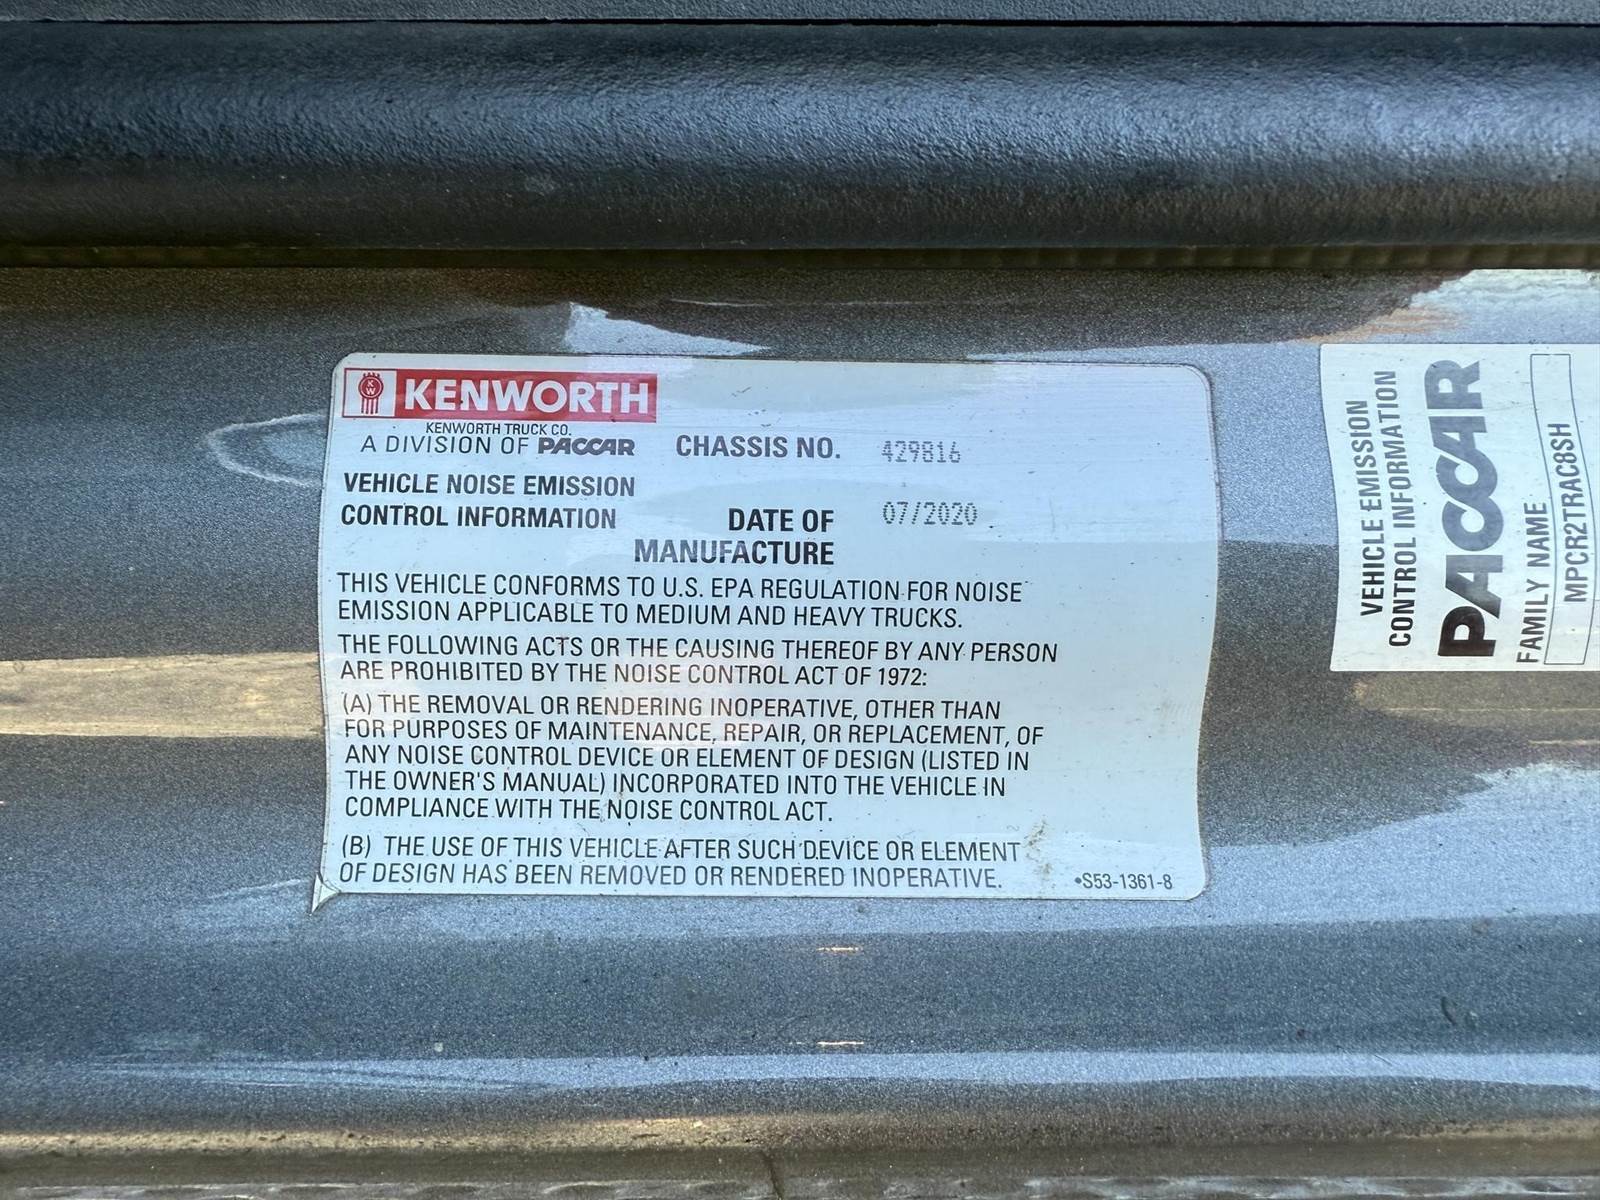 KW KENWORTH
KENWORTH TRUCK CO.
A DIVISION OF PACCAR
CHASSIS NO. 429816
VEHICLE NOISE EMISSION
CONTROL INFORMATION
DATE OF 07/2020
MANUFACTURE
THIS VEHICLE CONFORMS TO U.S. EPA REGULATION FOR NOISE
EMISSION APPLICABLE TO MEDIUM AND HEAVY TRUCKS.
THE FOLLOWING ACTS OR THE CAUSING THEREOF BY ANY PERSON
ARE PROHIBITED BY THE NOISE CONTROL ACT OF 1972:
(A) THE REMOVAL OR RENDERING INOPERATIVE, OTHER THAN
FOR PURPOSES OF MAINTENANCE, REPAIR, OR REPLACEMENT, OF
ANY NOISE CONTROL DEVICE OR ELEMENT OF DESIGN (LISTED IN
THE OWNER'S MANUAL) INCORPORATED INTO THE VEHICLE IN
COMPLIANCE WITH THE NOISE CONTROL ACT.
(B) THE USE OF THIS VEHICLE AFTER SUCH DEVICE OR ELEMENT
OF DESIGN HAS BEEN REMOVED OR RENDERED INOPERATIVE.
•S53-1361-8
VEHICLE EMISSION
CONTROL INFORMATION
PACCAR
FAMILY NAME
MPCR2TRAC8SH